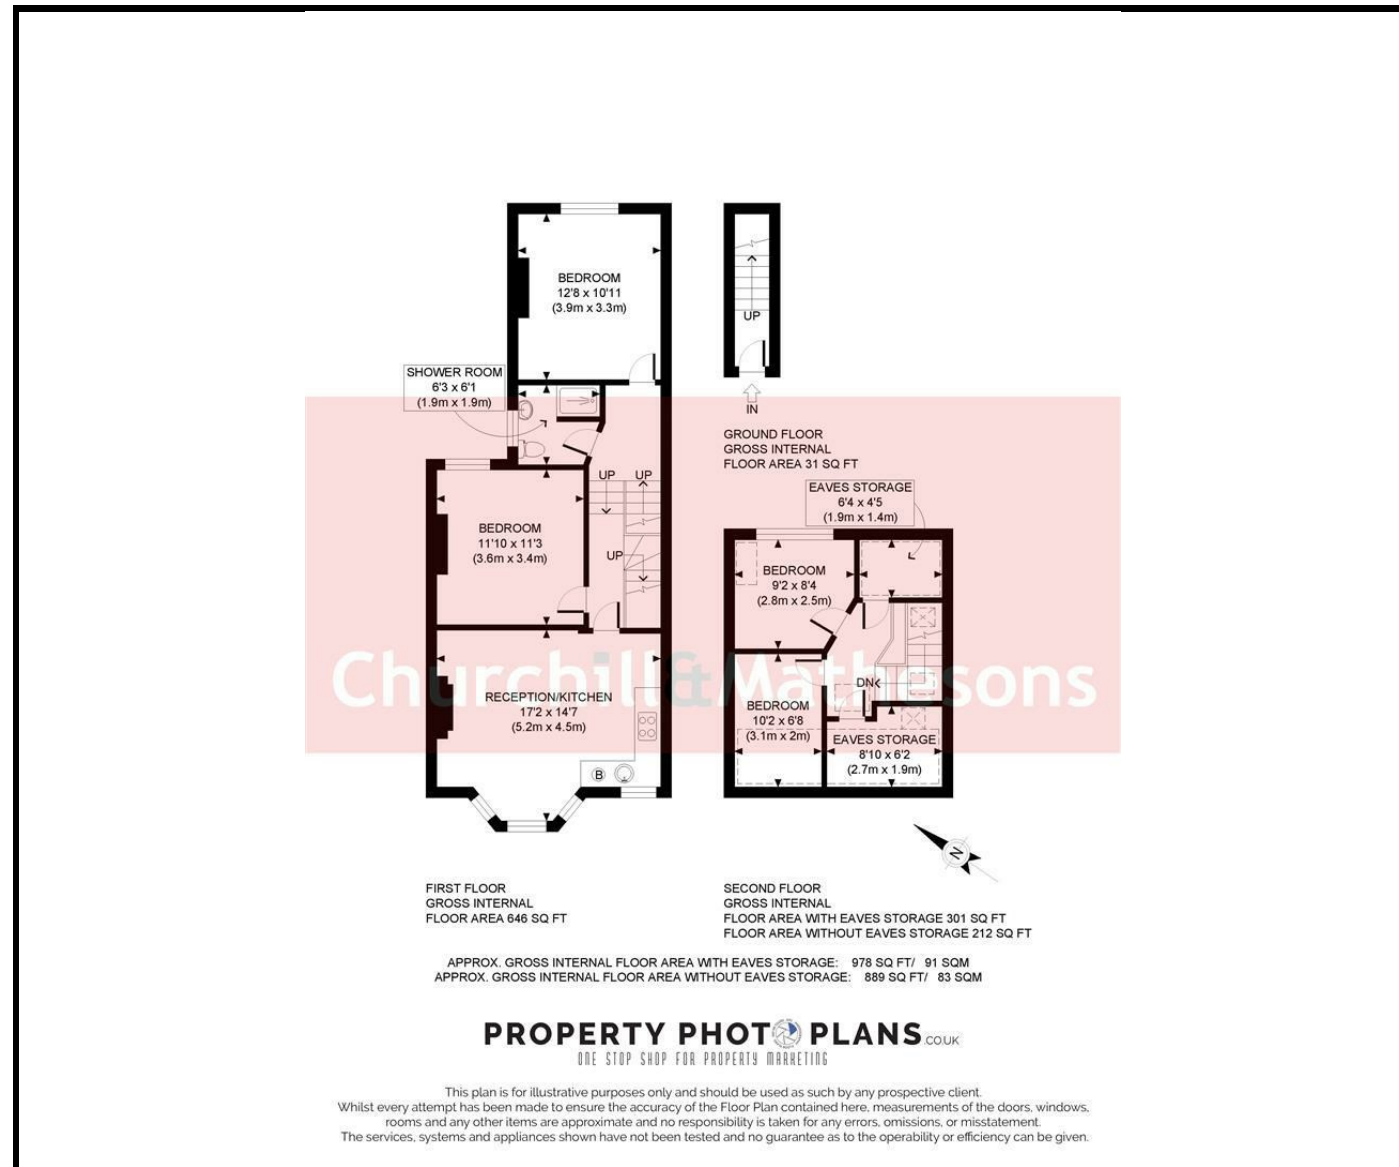 BEDROOM
12'8 x 10'11
(3.9m x 3.3m)
UP
IN
SHOWER ROOM
6'3 x 6'1
(1.9m x 1.9m)
GROUND FLOOR
GROSS INTERNAL
FLOOR AREA 31 SQ FT
UP UP
UP
BEDROOM
11'10 x 11'3
(3.6m x 3.4m)
EAVES STORAGE
6'4 x 4'5
(1.9m x 1.4m)
BEDROOM
9'2 x 8'4
(2.8m x 2.5m)
DN
Churchill&Mathesons
RECEPTION/KITCHEN
17'2 x 14'7
(5.2m x 4.5m)
B
BEDROOM
10'2 x 6'8
(3.1m x 2m)
EAVES STORAGE
8'10 x 6'2
(2.7m x 1.9m)
N
FIRST FLOOR
GROSS INTERNAL
FLOOR AREA 646 SQ FT
SECOND FLOOR
GROSS INTERNAL
FLOOR AREA WITH EAVES STORAGE 301 SQ FT
FLOOR AREA WITHOUT EAVES STORAGE 212 SQ FT
APPROX. GROSS INTERNAL FLOOR AREA WITH EAVES STORAGE: 978 SQ FT/ 91 SQM
APPROX. GROSS INTERNAL FLOOR AREA WITHOUT EAVES STORAGE: 889 SQ FT/ 83 SQM
PROPERTY PHOTO PLANS.CO.UK
ONE STOP SHOP FOR PROPERTY MARKETING
This plan is for illustrative purposes only and should be used as such by any prospective client.
Whilst every attempt has been made to ensure the accuracy of the Floor Plan contained here, measurements of the doors, windows,
rooms and any other items are approximate and no responsibility is taken for any errors, omissions, or misstatement.
The services, systems and appliances shown have not been tested and no guarantee as to the operability or efficiency can be given.